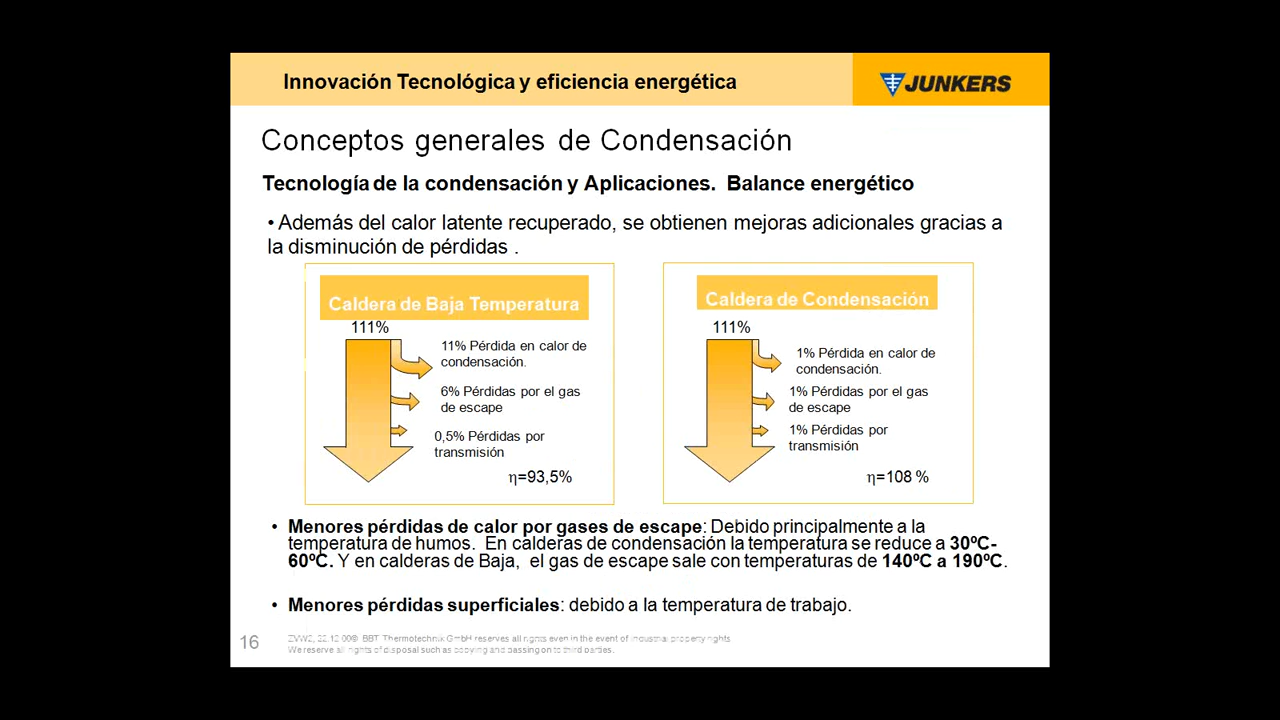 Innovación Tecnológica y eficiencia energética
JUNKERS
Conceptos generales de Condensación
Tecnología de la condensación y Aplicaciones. Balance energético
• Además del calor latente recuperado, se obtienen mejoras adicionales gracias a
la disminución de pérdidas .
Caldera de Baja Temperatura
111%
11% Pérdida en calor de
condensación.
6% Pérdidas por el gas
de escape
0,5% Pérdidas por
transmisión
η=93,5%
Caldera de Condensación
111%
1% Pérdida en calor de
condensación.
1% Pérdidas por el gas
de escape
1% Pérdidas por
transmisión
η=108 %
• Menores pérdidas de calor por gases de escape: Debido principalmente a la
temperatura de humos. En calderas de condensación la temperatura se reduce a 30ºC-
60ºC. Y en calderas de Baja, el gas de escape sale con temperaturas de 140ºC a 190ºC.
• Menores pérdidas superficiales: debido a la temperatura de trabajo.
16
BBT Thermotechnik GmbH reserves all rights even in the event of industrial property rights.
We reserve all rights of disposal such as copying and passing on to third parties.